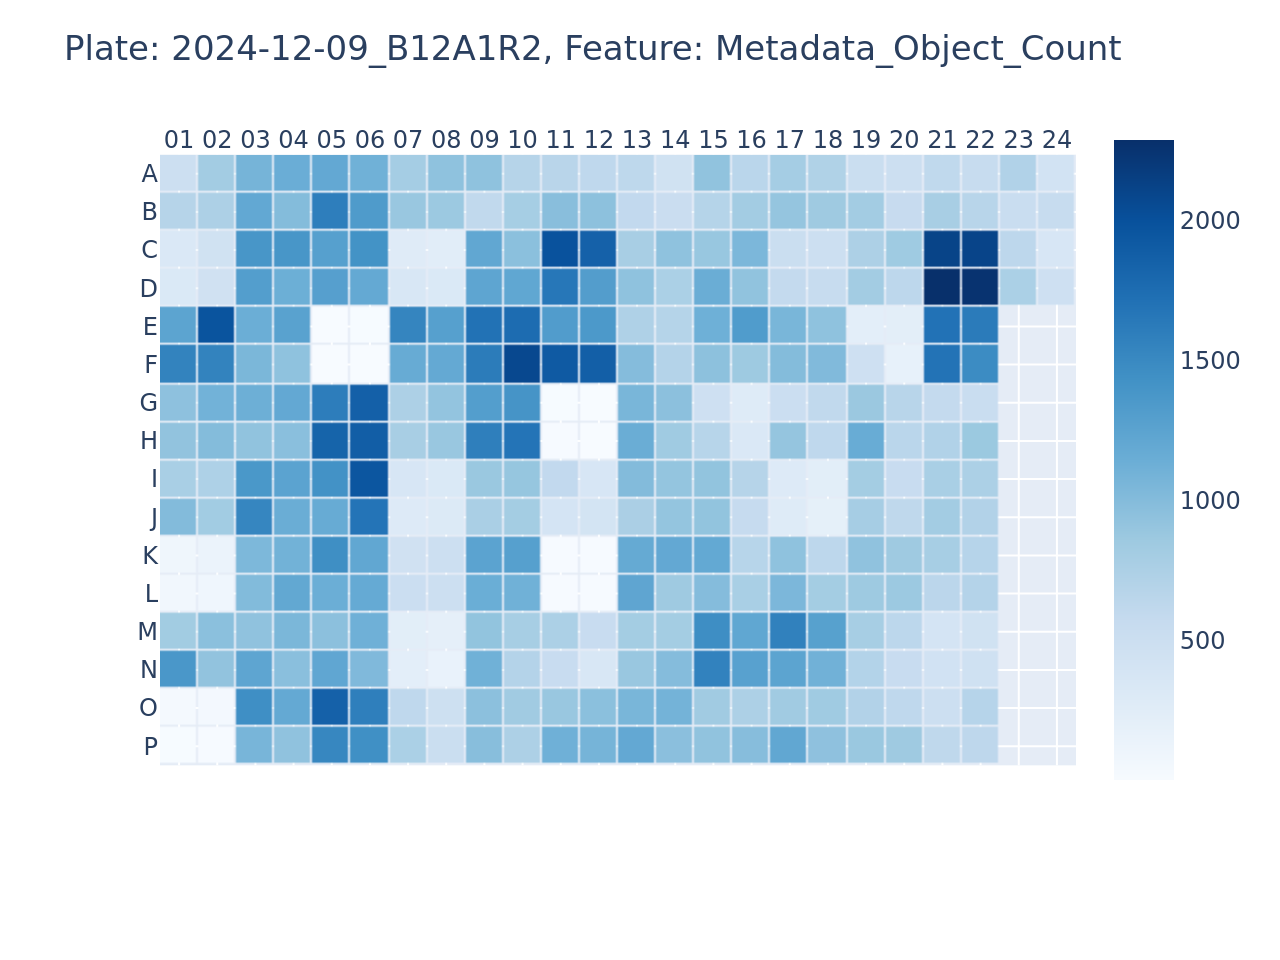 Plate: 2024-12-09_B12A1R2, Feature: Metadata_Object_Count
01 02 03 04 05 06 07 08 09 10 11 12 13 14 15 16 17 18 19 20 21 22 23 24
A
B
C
D
E
F
G
H
I
J
K
L
M
N
O
P
2000
1500
1000
500